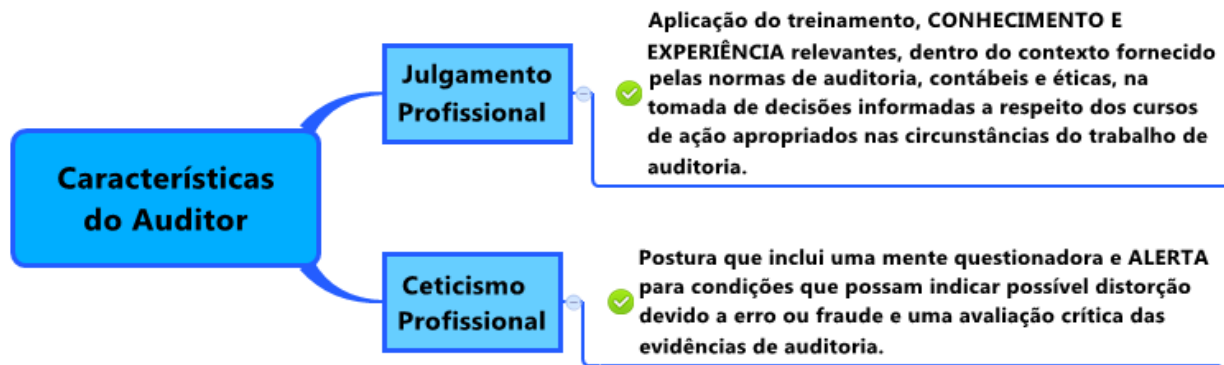 Características
do Auditor
Julgamento
Profissional
Aplicação do treinamento, CONHECIMENTO E
EXPERIÊNCIA relevantes, dentro do contexto fornecido
pelas normas de auditoria, contábeis e éticas, na
tomada de decisões informadas a respeito dos cursos
de ação apropriados nas circunstâncias do trabalho de
auditoria.
Ceticismo
Profissional
Postura que inclui uma mente questionadora e ALERTA
para condições que possam indicar possível distorção
devido a erro ou fraude e uma avaliação crítica das
evidências de auditoria.